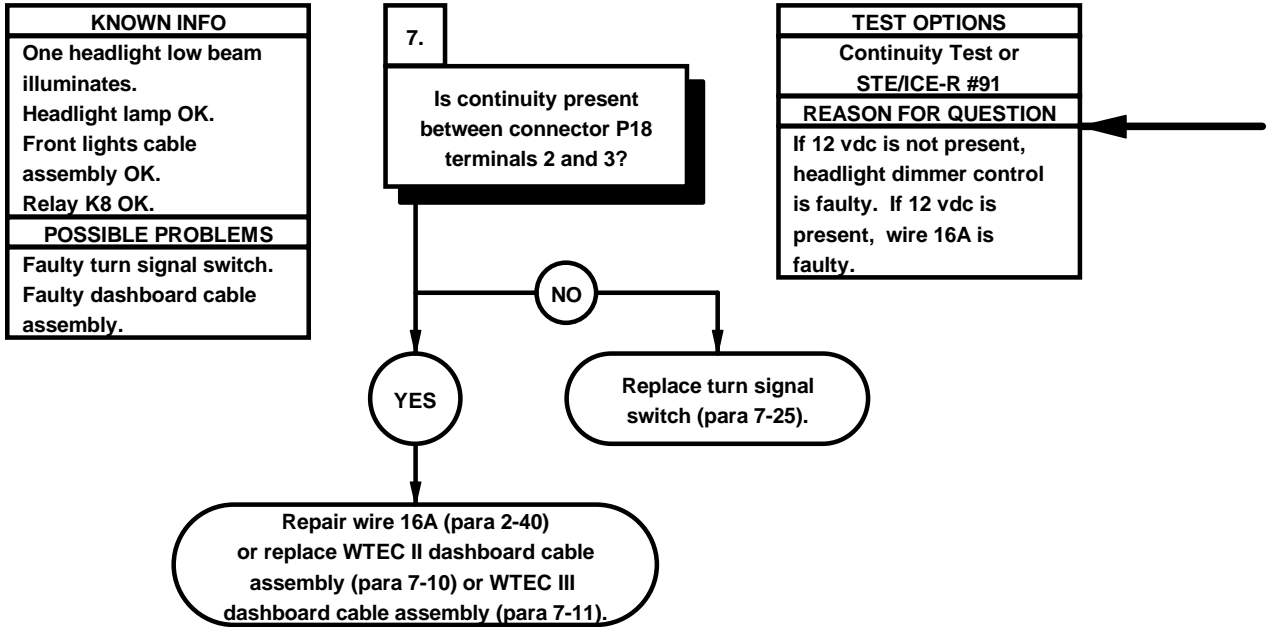 KNOWN INFO
One headlight low beam
illuminates.
Headlight lamp OK.
Front lights cable
assembly OK.
Relay K8 OK.
POSSIBLE PROBLEMS
Faulty turn signal switch.
Faulty dashboard cable
assembly.
7.
Is continuity present
between connector P18
terminals 2 and 3?
TEST OPTIONS
Continuity Test or
STE/ICE-R #91
REASON FOR QUESTION
If 12 vdc is not present,
headlight dimmer control
is faulty. If 12 vdc is
present, wire 16A is
faulty.
NO
YES
Replace turn signal
switch (para 7-25).
Repair wire 16A (para 2-40)
or replace WTEC II dashboard cable
assembly (para 7-10) or WTEC III
dashboard cable assembly (para 7-11).